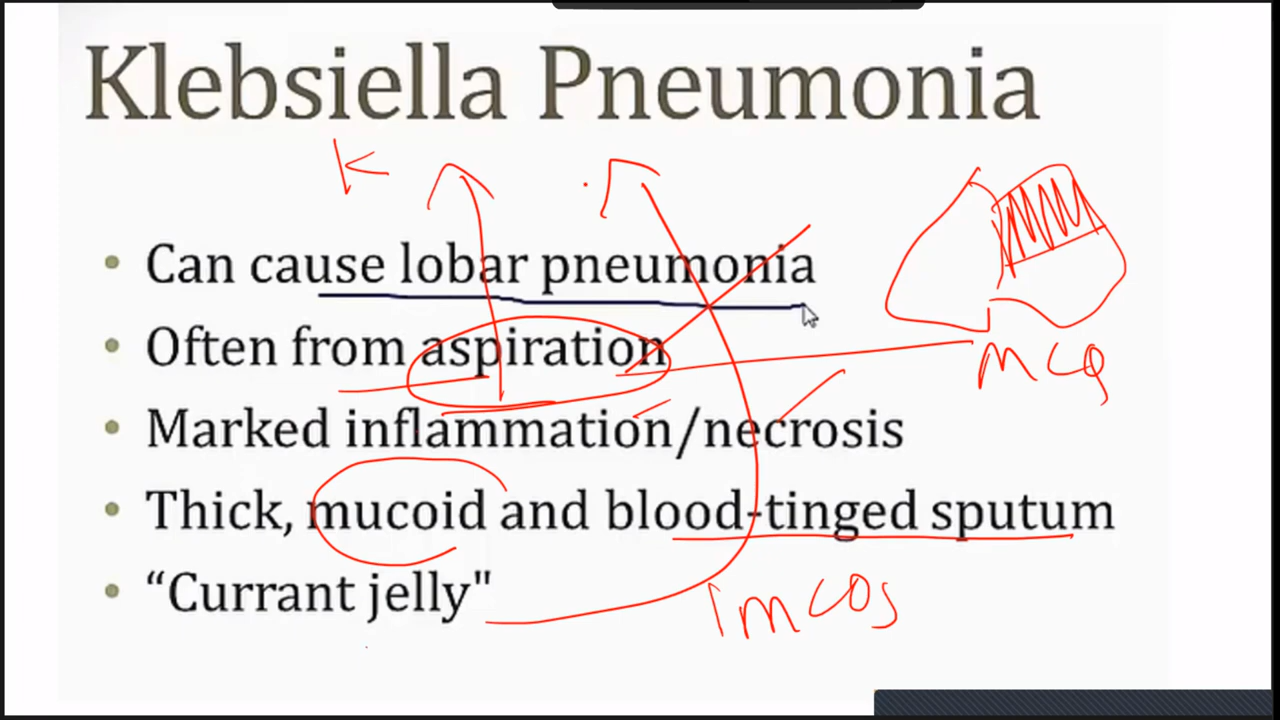 Klebsiella Pneumonia
K
• Can cause lobar pneumonia
• Often from aspiration
mcq
• Marked inflammation/necrosis
• Thick, mucoid and blood-tinged sputum
• “Currant jelly"